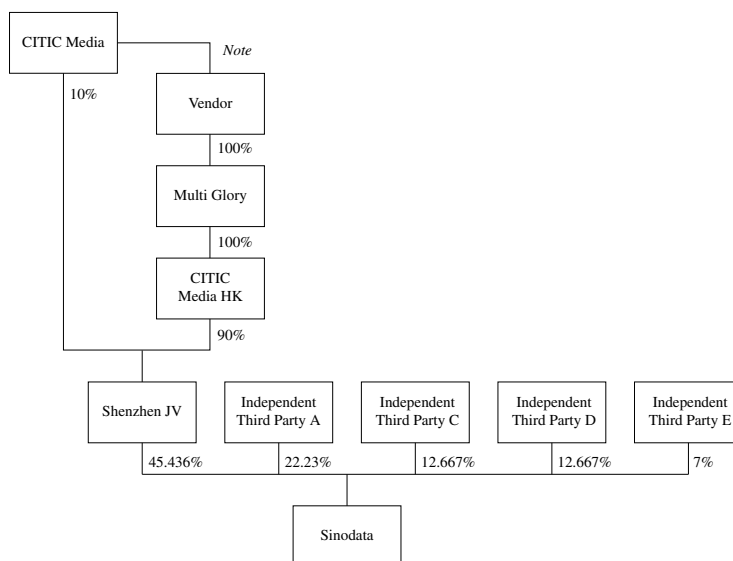 CITIC Media
Note
10%
Vendor
100%
Multi Glory
100%
CITIC
Media HK
90%
Shenzhen JV
Independent
Third Party A
Independent
Third Party C
Independent
Third Party D
Independent
Third Party E
45.436%
22.23%
12.667%
12.667%
7%
Sinodata